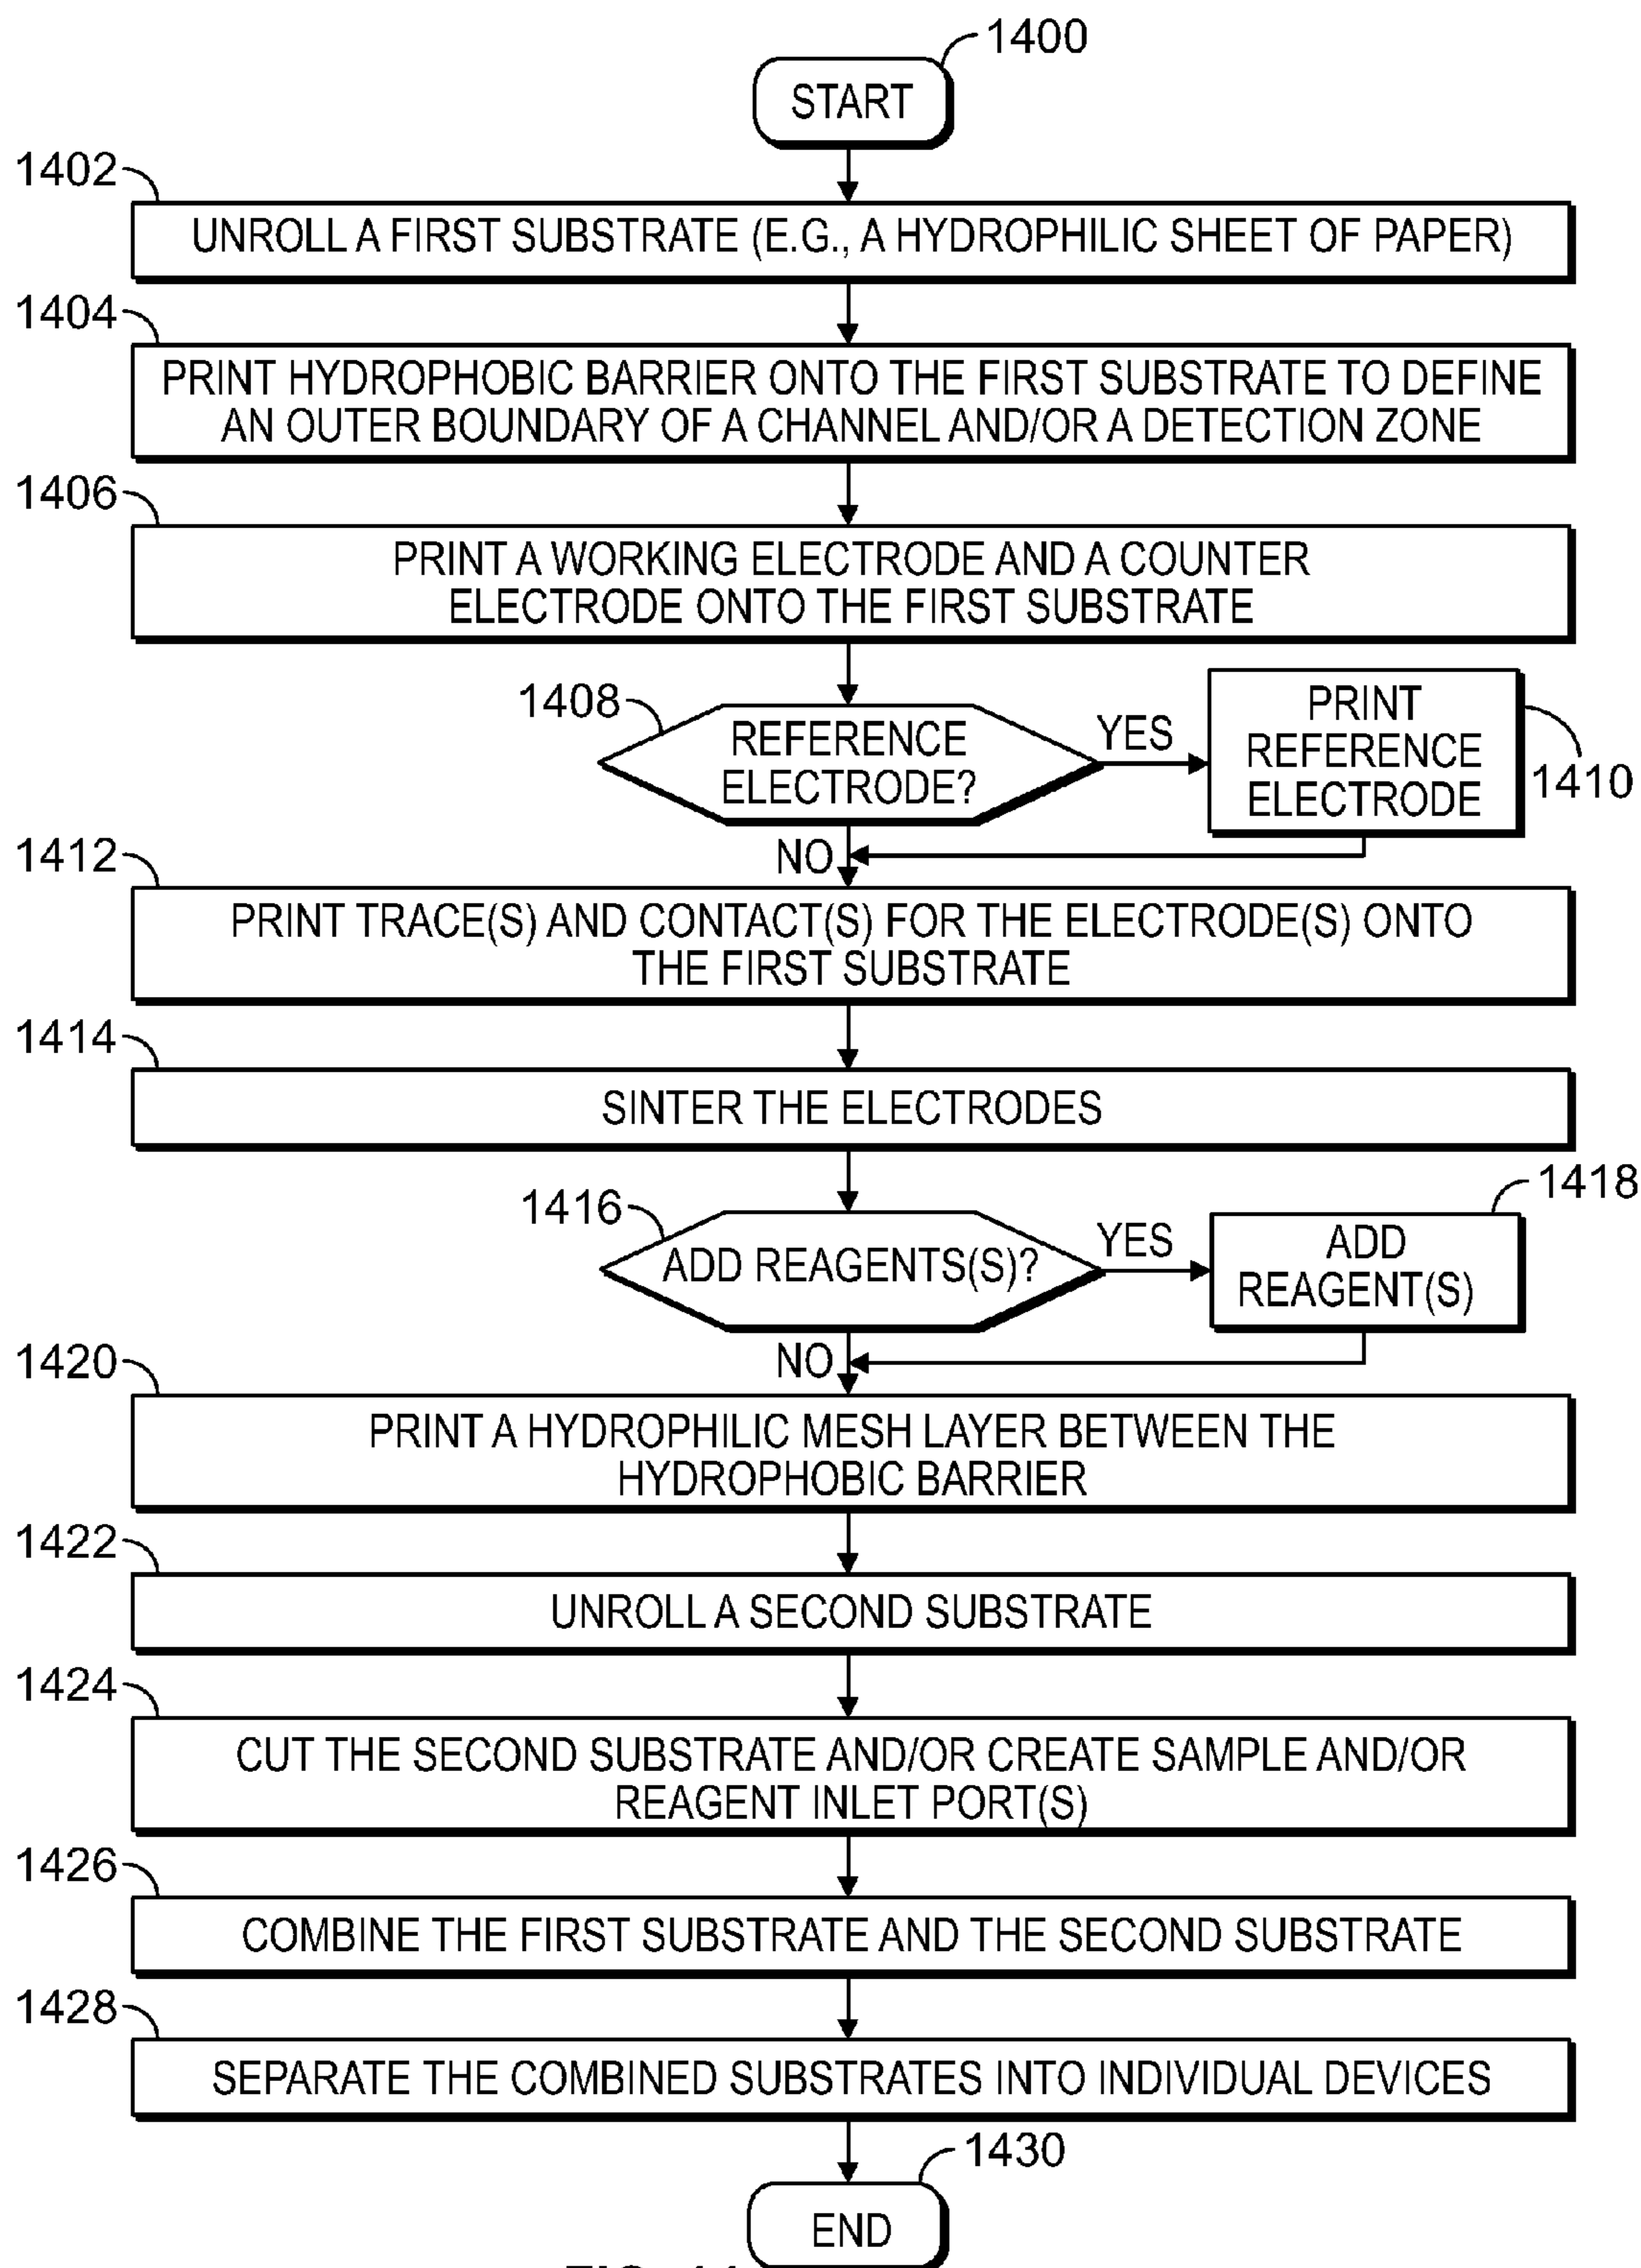 1400
START
1402
UNROLL A FIRST SUBSTRATE (E.G., A HYDROPHILIC SHEET OF PAPER)
1404
PRINT HYDROPHOBIC BARRIER ONTO THE FIRST SUBSTRATE TO DEFINE
AN OUTER BOUNDARY OF A CHANNEL AND/OR A DETECTION ZONE
1406
PRINT A WORKING ELECTRODE AND A COUNTER
ELECTRODE ONTO THE FIRST SUBSTRATE
1408
REFERENCE
ELECTRODE?
YES
PRINT
REFERENCE
ELECTRODE
1410
NO
1412
PRINT TRACE(S) AND CONTACT(S) FOR THE ELECTRODE(S) ONTO
THE FIRST SUBSTRATE
1414
SINTER THE ELECTRODES
1416
ADD REAGENTS(S)?
YES
1418
ADD
REAGENT(S)
NO
1420
PRINT A HYDROPHILIC MESH LAYER BETWEEN THE
HYDROPHOBIC BARRIER
1422
UNROLL A SECOND SUBSTRATE
1424
CUT THE SECOND SUBSTRATE AND/OR CREATE SAMPLE AND/OR
REAGENT INLET PORT(S)
1426
COMBINE THE FIRST SUBSTRATE AND THE SECOND SUBSTRATE
1428
SEPARATE THE COMBINED SUBSTRATES INTO INDIVIDUAL DEVICES
1430
END